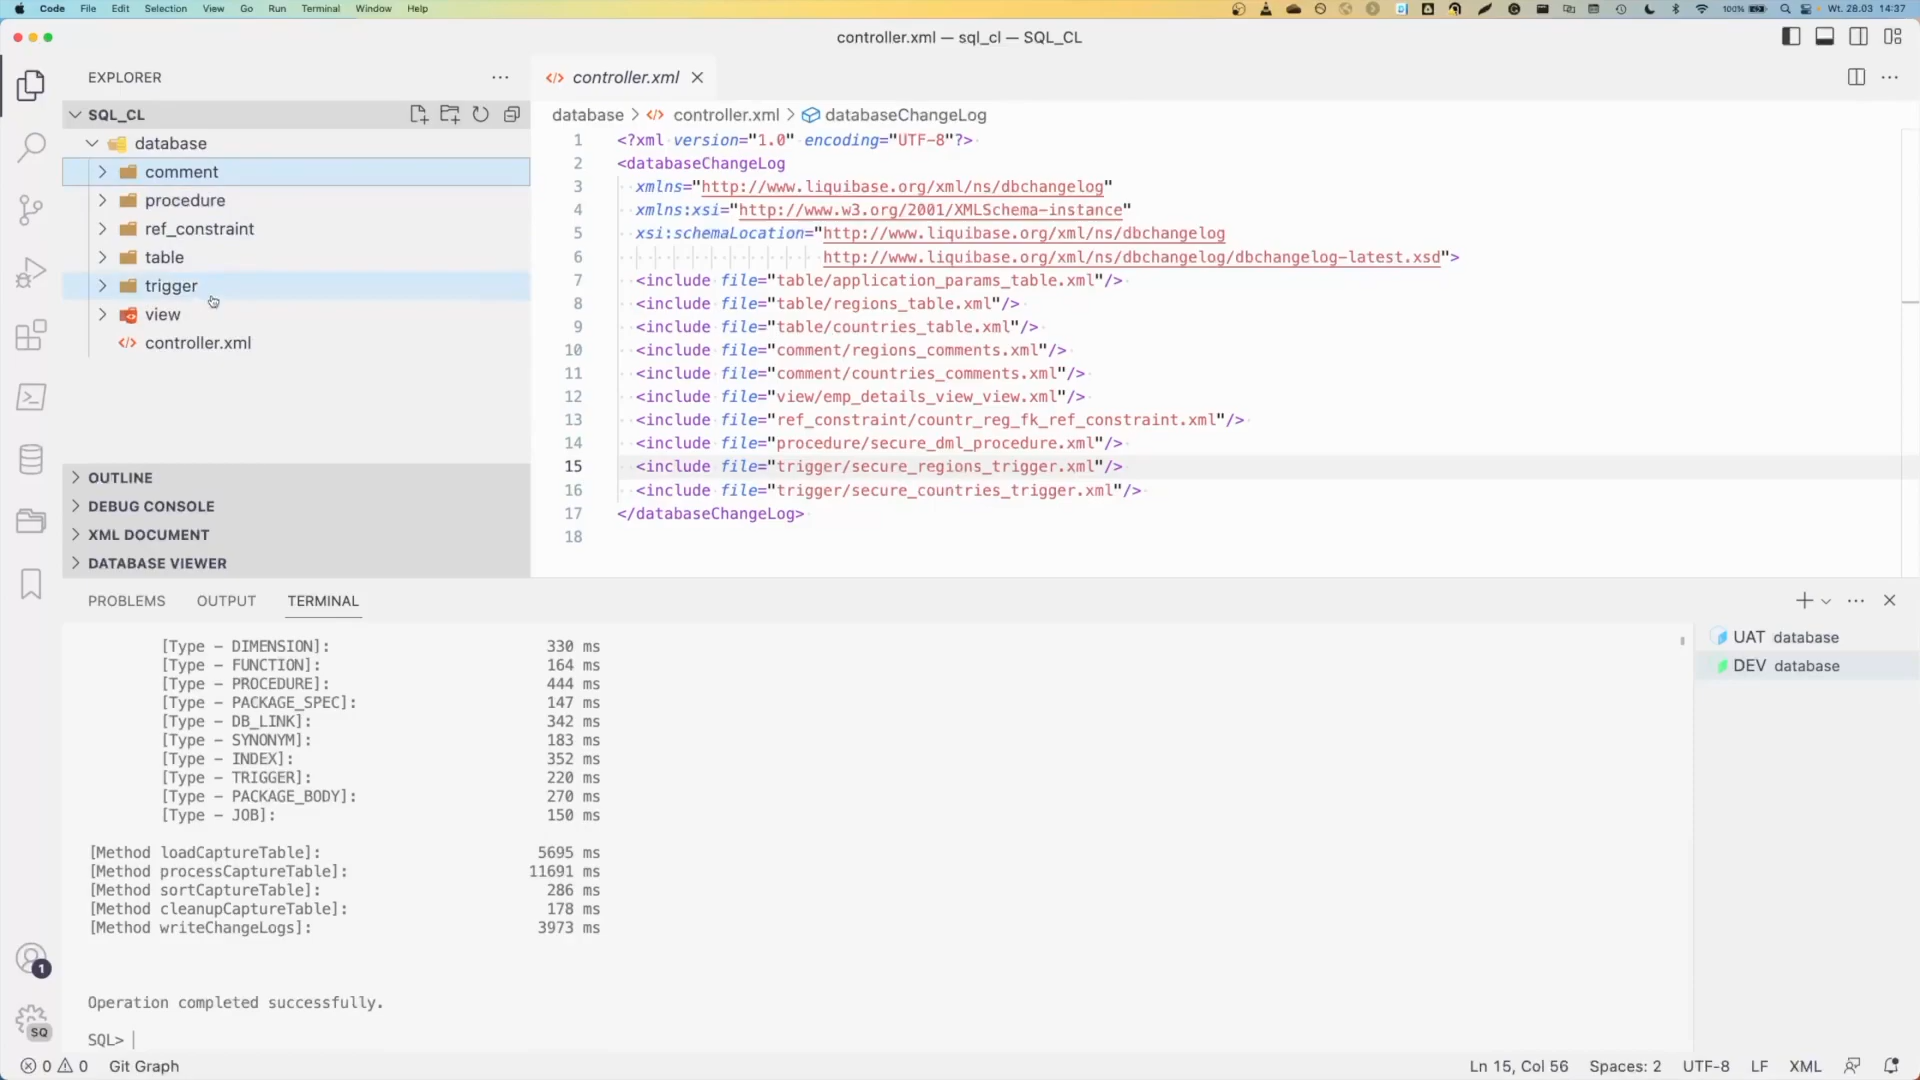 Code File Edit Selection View Go Run Terminal Window Help 100% Wt. 28.03 14:37
controller.xml — sql_cl — SQL_CL
EXPLORER
SQL_CL
database
comment
procedure
ref_constraint
table
trigger
view
controller.xml
OUTLINE
DEBUG CONSOLE
XML DOCUMENT
DATABASE VIEWER
controller.xml
database > controller.xml > databaseChangeLog
1 <?xml version="1.0" encoding="UTF-8"?>
2 <databaseChangeLog
3 xmlns="http://www.liquibase.org/xml/ns/dbchangelog"
4 xmlns:xsi="http://www.w3.org/2001/XMLSchema-instance"
5 xsi:schemaLocation="http://www.liquibase.org/xml/ns/dbchangelog
6 http://www.liquibase.org/xml/ns/dbchangelog/dbchangelog-latest.xsd">
7 <include file="table/application_params_table.xml"/>
8 <include file="table/regions_table.xml"/>
9 <include file="table/countries_table.xml"/>
10 <include file="comment/regions_comments.xml"/>
11 <include file="comment/countries_comments.xml"/>
12 <include file="view/emp_details_view_view.xml"/>
13 <include file="ref_constraint/countr_reg_fk_ref_constraint.xml"/>
14 <include file="procedure/secure_dml_procedure.xml"/>
15 <include file="trigger/secure_regions_trigger.xml"/>
16 <include file="trigger/secure_countries_trigger.xml"/>
17 </databaseChangeLog>
18
PROBLEMS OUTPUT TERMINAL
[Type – DIMENSION]: 330 ms
[Type – FUNCTION]: 164 ms
[Type – PROCEDURE]: 444 ms
[Type – PACKAGE_SPEC]: 147 ms
[Type – DB_LINK]: 342 ms
[Type – SYNONYM]: 183 ms
[Type – INDEX]: 352 ms
[Type – TRIGGER]: 220 ms
[Type – PACKAGE_BODY]: 270 ms
[Type – JOB]: 150 ms
[Method loadCaptureTable]: 5695 ms
[Method processCaptureTable]: 11691 ms
[Method sortCaptureTable]: 286 ms
[Method cleanupCaptureTable]: 178 ms
[Method writeChangeLogs]: 3973 ms
Operation completed successfully.
SQL>
UAT database
DEV database
1
SQ
0 0 Git Graph Ln 15, Col 56 Spaces: 2 UTF-8 LF XML